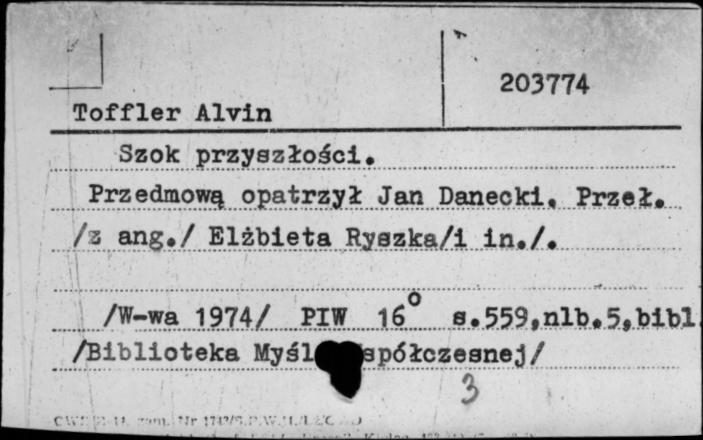 203774
Toffler Alvin
Szok przyszłości.
Przedmową opatrzył Jan Danecki. Przeł.
/z ang./ Elżbieta Ryszka/i in./.
/W-wa 1974/ PIW 16° s.559,nlb.5,bibl.
/Biblioteka Myśl spółczesnej/
3